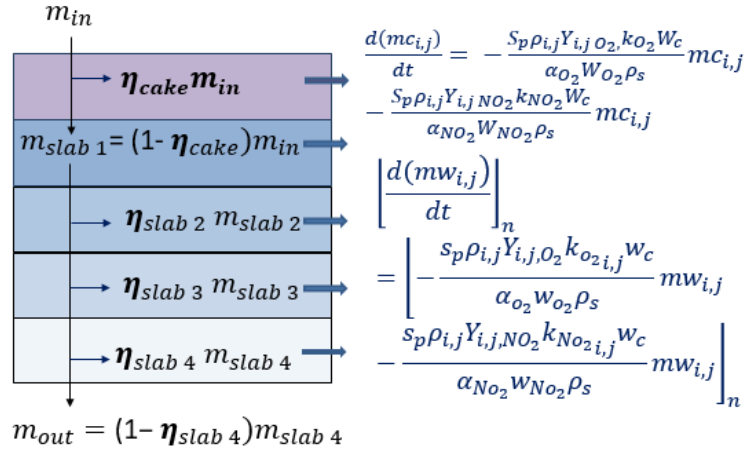 m_in
η_cake m_in
m_slab 1 = (1- η_cake)m_in
η_slab 2 m_slab 2
η_slab 3 m_slab 3
η_slab 4 m_slab 4
m_out = (1– η_slab 4)m_slab 4
d(mc_i,j)/dt = − (S_p ρ_i,j Y_i,j O₂, k_O₂ W_c)/(α_O₂ W_O₂ ρ_s) mc_i,j
− (S_p ρ_i,j Y_i,j NO₂ k_NO₂ W_c)/(α_NO₂ W_NO₂ ρ_s) mc_i,j
⌊d(mw_i,j)/dt⌋_n
= ⌊− (s_p ρ_i,j Y_i,j,O₂ k_o₂ i,j w_c)/(α_o₂ w_o₂ ρ_s) mw_i,j
− (s_p ρ_i,j Y_i,j,NO₂ k_No₂ i,j w_c)/(α_No₂ w_No₂ ρ_s) mw_i,j⌋_n